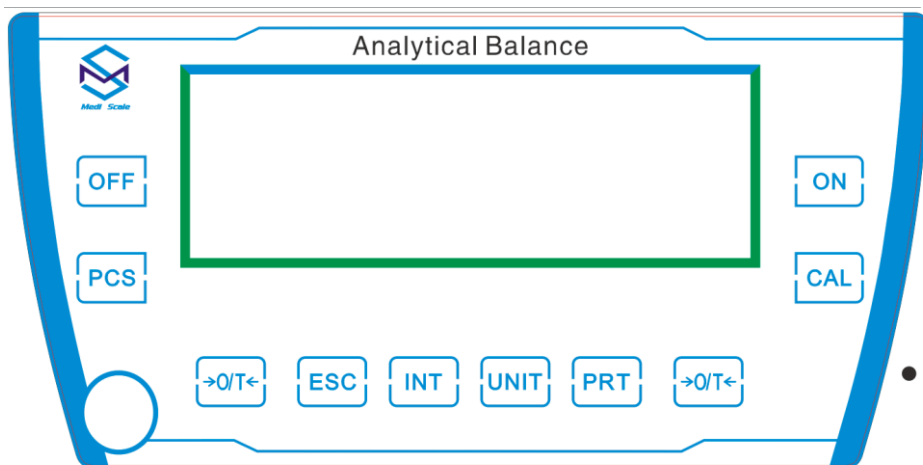 Analytical Balance
Medi Scale
OFF
ON
PCS
CAL
→0/T← ESC INT UNIT PRT →0/T←